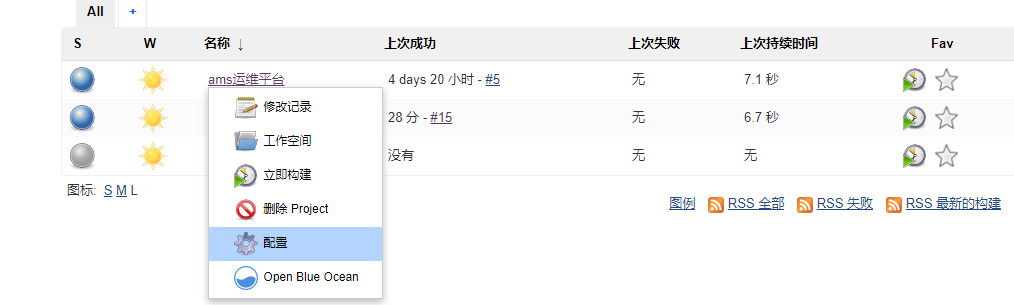 All +
S W 名称 ↓ 上次成功 上次失败 上次持续时间 Fav
ams运维平台 4 days 20 小时 - #5 无 7.1 秒
修改记录
28 分 - #15 无 6.7 秒
工作空间
没有 无 无
立即构建
图标: S M L
图例 RSS 全部 RSS 失败 RSS 最新的构建
删除 Project
配置
Open Blue Ocean